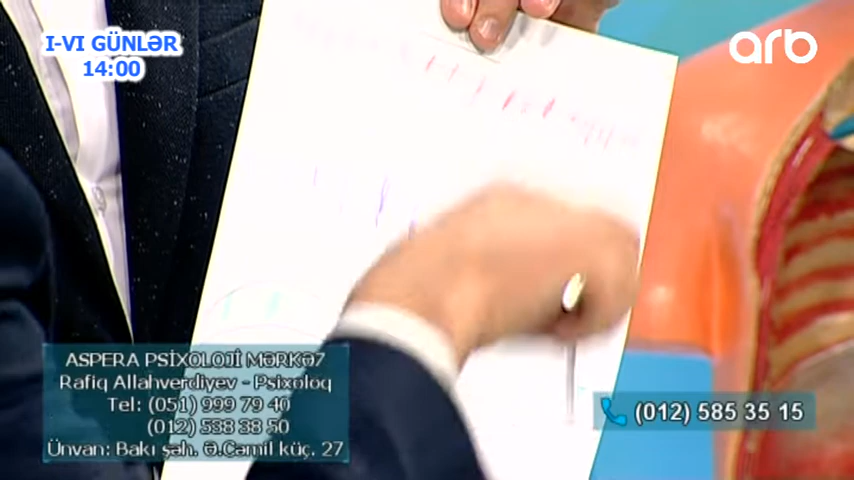 I-VI GÜNLƏR
14:00
arb
ASPERA PSİXOLOJİ MƏRKƏZ
Rafiq Allahverdiyev - Psixoloq
Tel: (051) 999 79 40
(012) 538 38 50
Ünvan: Bakı şəh. Ə.Cəmil küç. 27
(012) 585 35 15